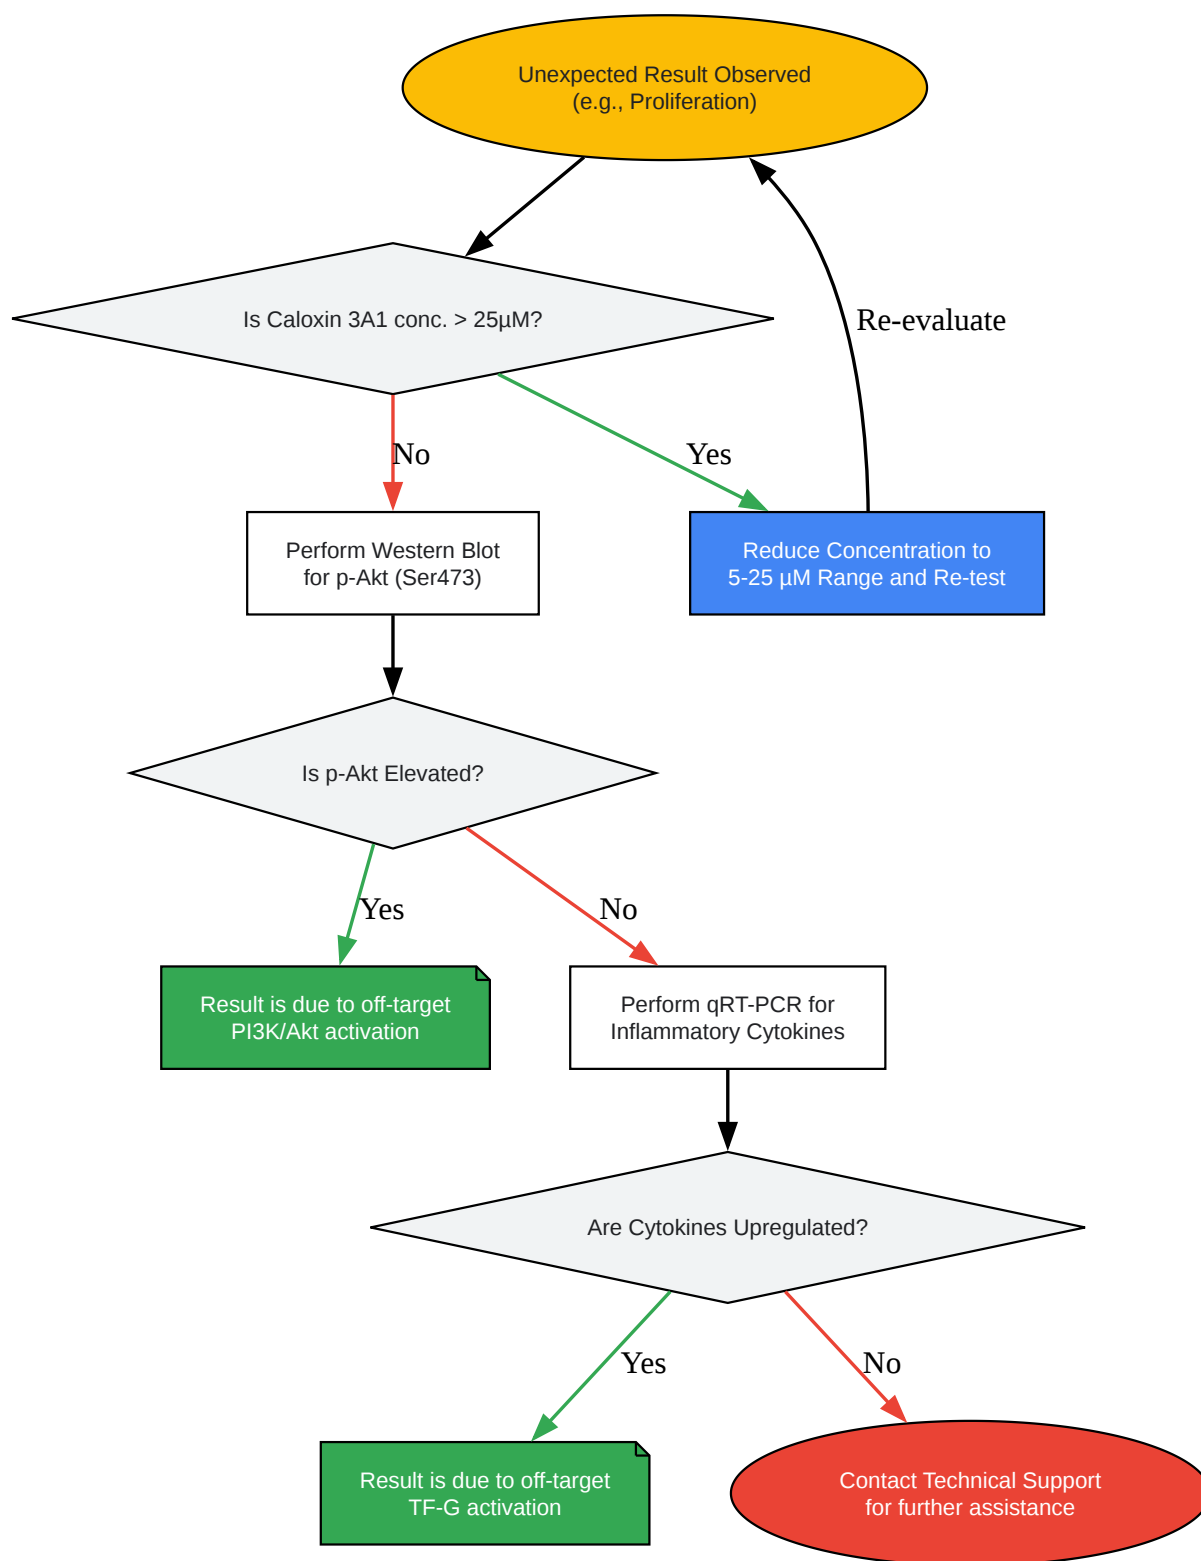 Unexpected Result Observed
(e.g., Proliferation)
Is Caloxin 3A1 conc. > 25µM?
Re-evaluate
No
Yes
Perform Western Blot
for p-Akt (Ser473)
Reduce Concentration to
5-25 µM Range and Re-test
Is p-Akt Elevated?
Yes
No
Result is due to off-target
PI3K/Akt activation
Perform qRT-PCR for
Inflammatory Cytokines
Are Cytokines Upregulated?
Yes
No
Result is due to off-target
TF-G activation
Contact Technical Support
for further assistance